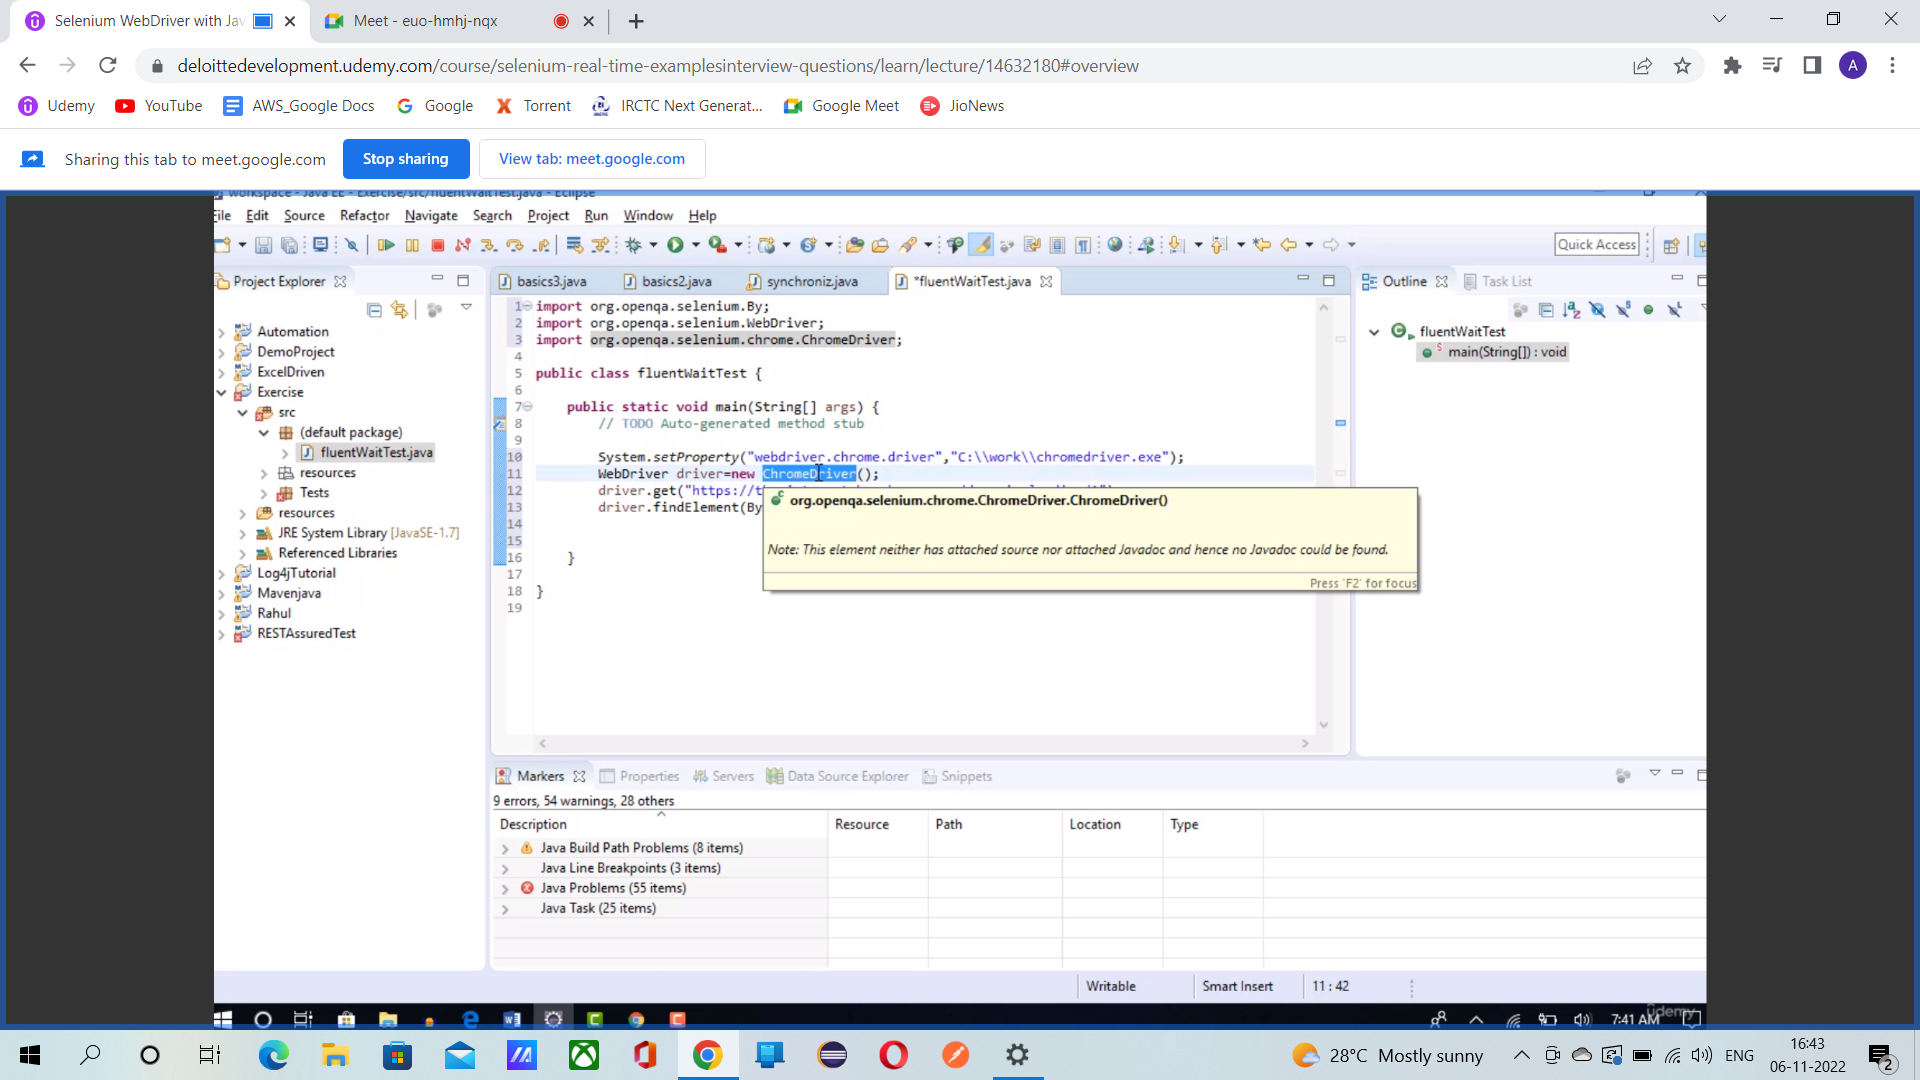 Selenium WebDriver with Jav
Meet - euo-hmhj-nqx
deloittedevelopment.udemy.com/course/selenium-real-time-examplesinterview-questions/learn/lecture/14632180#overview
A
Udemy
YouTube
AWS_Google Docs
Google
Torrent
IRCTC Next Generat...
Google Meet
JioNews
Sharing this tab to meet.google.com
Stop sharing
View tab: meet.google.com
workspace - Java EE - Exercise/src/fluentWaitTest.java - Eclipse
File Edit Source Refactor Navigate Search Project Run Window Help
Quick Access
Project Explorer
basics3.java
basics2.java
synchroniz.java
*fluentWaitTest.java
Outline
Task List
Automation
DemoProject
ExcelDriven
Exercise
src
(default package)
fluentWaitTest.java
resources
Tests
resources
JRE System Library [JavaSE-1.7]
Referenced Libraries
Log4jTutorial
Mavenjava
Rahul
RESTAssuredTest
1 import org.openqa.selenium.By;
2 import org.openqa.selenium.WebDriver;
3 import org.openqa.selenium.chrome.ChromeDriver;
4
5 public class fluentWaitTest {
6
7 public static void main(String[] args) {
8 // TODO Auto-generated method stub
9
10 System.setProperty("webdriver.chrome.driver","C:\\work\\chromedriver.exe");
11 WebDriver driver=new ChromeDriver();
12 driver.get("https://th
13 driver.findElement(By
14
15
16 }
17
18 }
19
org.openqa.selenium.chrome.ChromeDriver.ChromeDriver()
Note: This element neither has attached source nor attached Javadoc and hence no Javadoc could be found.
Press 'F2' for focus
fluentWaitTest
main(String[]) : void
Markers
Properties
Servers
Data Source Explorer
Snippets
9 errors, 54 warnings, 28 others
Description Resource Path Location Type
Java Build Path Problems (8 items)
Java Line Breakpoints (3 items)
Java Problems (55 items)
Java Task (25 items)
Writable
Smart Insert
11 : 42
7:41 AM
udemy
28°C Mostly sunny
ENG
16:43
06-11-2022
2